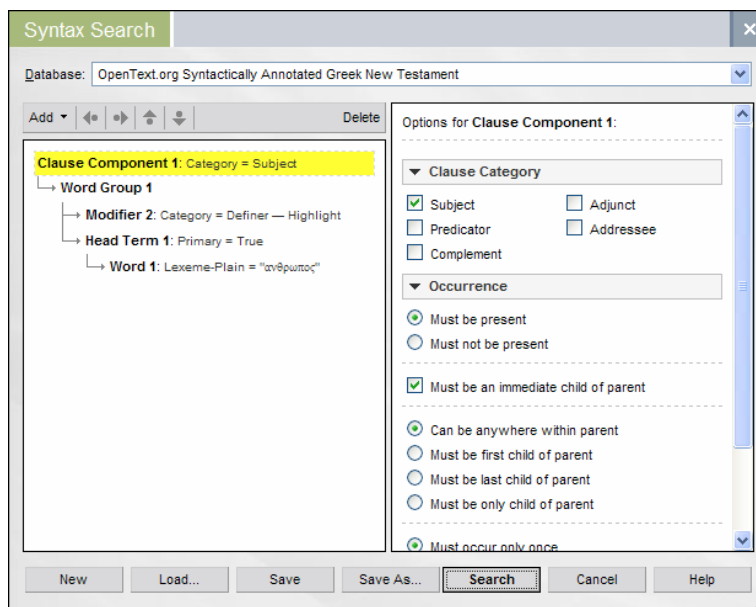 Syntax Search
Database: OpenText.org Syntactically Annotated Greek New Testament
Add Delete
Clause Component 1: Category = Subject
Word Group 1
Modifier 2: Category = Definer — Highlight
Head Term 1: Primary = True
Word 1: Lexeme-Plain = "ανθρωπος"
Options for Clause Component 1:
Clause Category
Subject Adjunct
Predicator Addressee
Complement
Occurrence
Must be present
Must not be present
Must be an immediate child of parent
Can be anywhere within parent
Must be first child of parent
Must be last child of parent
Must be only child of parent
Must occur only once
New Load... Save Save As... Search Cancel Help